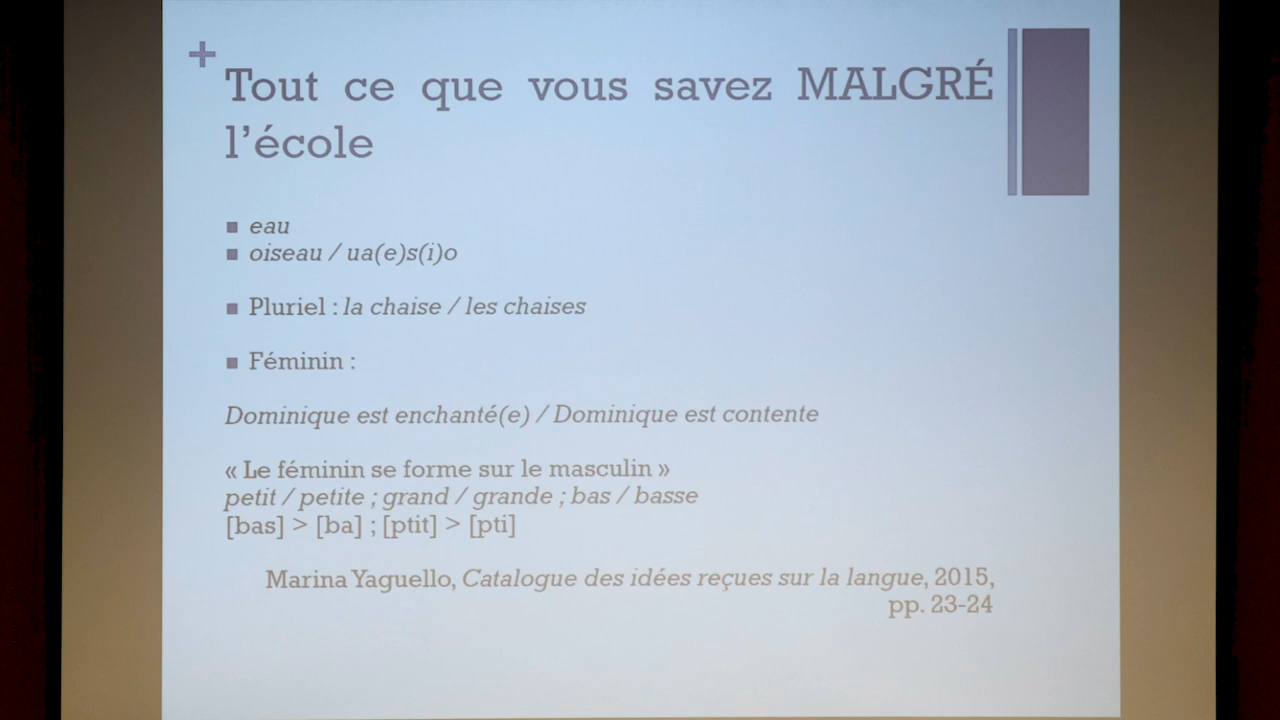 Tout ce que vous savez MALGRÉ
l'école
eau
oiseau / ua(e)s(i)o
Pluriel : la chaise / les chaises
Féminin :
Dominique est enchanté(e) / Dominique est contente
« Le féminin se forme sur le masculin »
petit / petite ; grand / grande ; bas / basse
[bas] > [ba] ; [ptit] > [pti]
Marina Yaguello, Catalogue des idées reçues sur la langue, 2015,
pp. 23-24